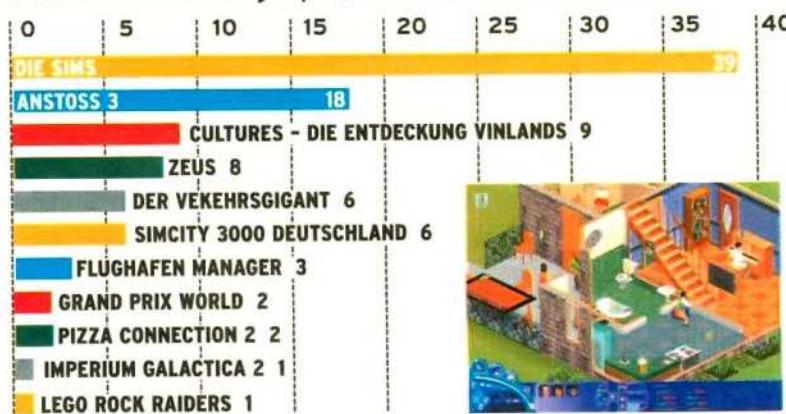 0 5 10 15 20 25 30 35 40
DIE SIMS 39
ANSTOSS 3 18
CULTURES – DIE ENTDECKUNG VINLANDS 9
ZEUS 8
DER VEKEHRSGIGANT 6
SIMCITY 3000 DEUTSCHLAND 6
FLUGHAFEN MANAGER 3
GRAND PRIX WORLD 2
PIZZA CONNECTION 2 2
IMPERIUM GALACTICA 2 1
LEGO ROCK RAIDERS 1